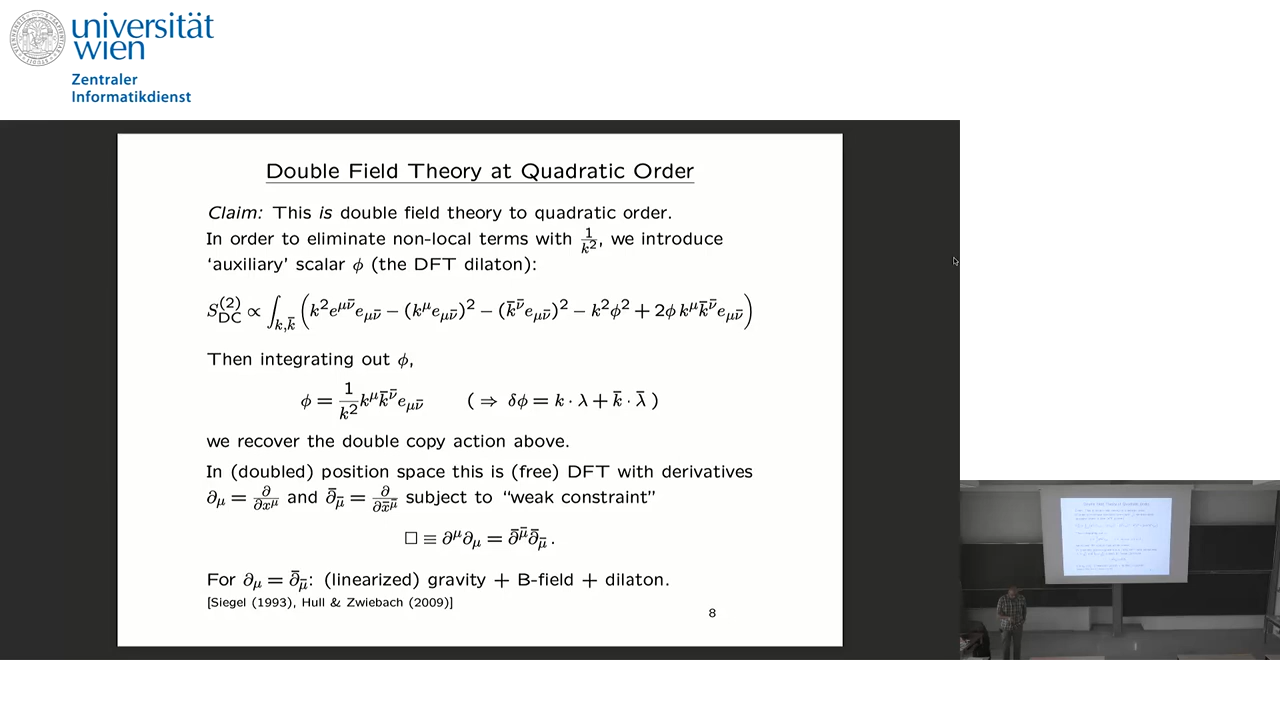 universität
wien
Zentraler
Informatikdienst
Double Field Theory at Quadratic Order
Claim: This is double field theory to quadratic order.
In order to eliminate non-local terms with 1/k², we introduce
‘auxiliary’ scalar ϕ (the DFT dilaton):
S_DC^(2) ∝ ∫_{k,k̄} ( k² e^{μν̄} e_{μν̄} − (k^μ e_{μν̄})² − (k̄^ν̄ e_{μν̄})² − k²ϕ² + 2ϕ k^μ k̄^ν̄ e_{μν̄} )
Then integrating out ϕ,
ϕ = 1/k² k^μ k̄^ν̄ e_{μν̄} ( ⇒ δϕ = k · λ + k̄ · λ̄ )
we recover the double copy action above.
In (doubled) position space this is (free) DFT with derivatives
∂_μ = ∂/∂x^μ and ∂̄_μ̄ = ∂/∂x̄^μ̄ subject to “weak constraint”
□ ≡ ∂^μ ∂_μ = ∂̄^μ̄ ∂̄_μ̄ .
For ∂_μ = ∂̄_μ̄: (linearized) gravity + B-field + dilaton.
[Siegel (1993), Hull & Zwiebach (2009)]
8